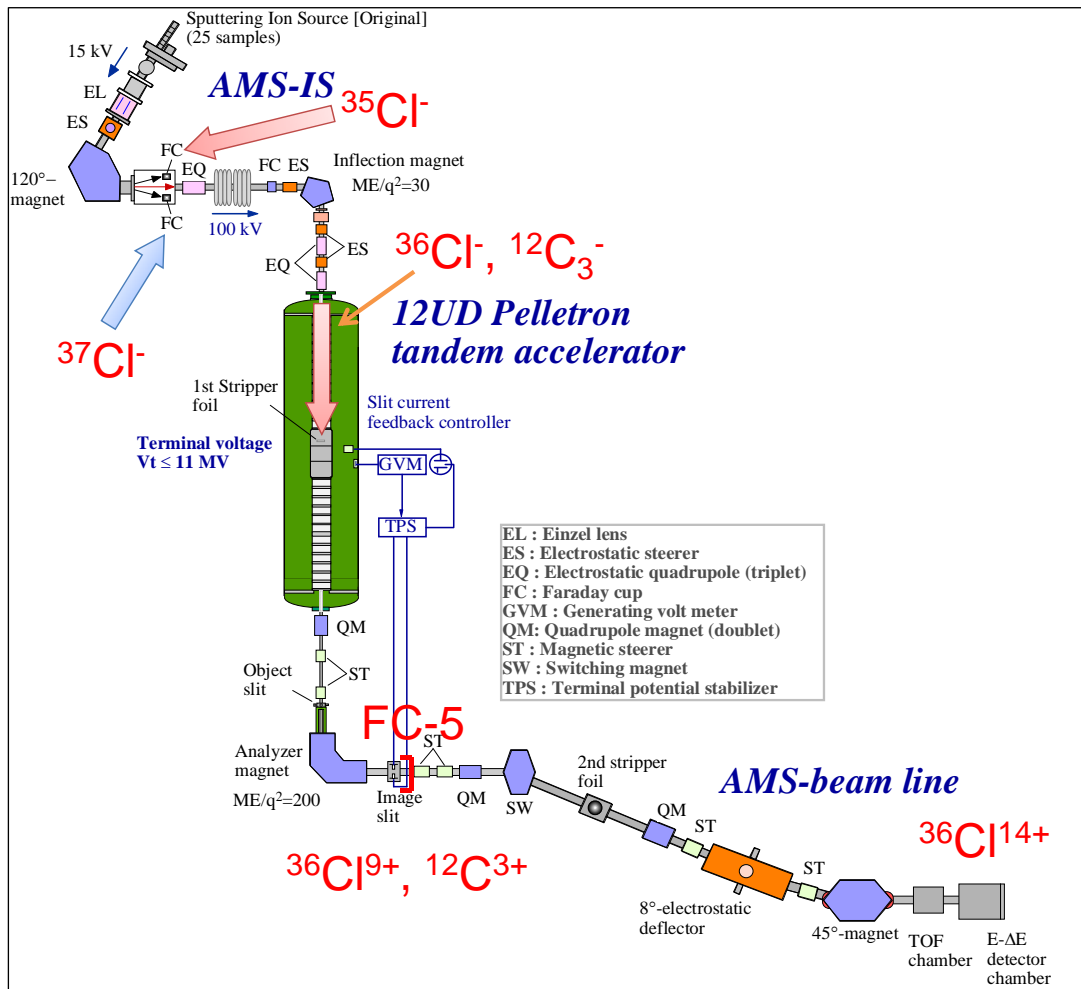 Sputtering Ion Source [Original]
(25 samples)
15 kV
AMS-IS
EL
³⁵Cl⁻
ES
FC
EQ
FC ES
Inflection magnet
ME/q²=30
120°–
magnet
FC
100 kV
EQ
ES
³⁶Cl⁻, ¹²C₃⁻
12UD Pelletron
tandem accelerator
³⁷Cl⁻
1st Stripper
foil
Slit current
feedback controller
Terminal voltage
Vt ≤ 11 MV
GVM
TPS
EL : Einzel lens
ES : Electrostatic steerer
EQ : Electrostatic quadrupole (triplet)
FC : Faraday cup
GVM : Generating volt meter
QM: Quadrupole magnet (doublet)
ST : Magnetic steerer
SW : Switching magnet
TPS : Terminal potential stabilizer
QM
ST
Object
slit
FC-5
ST
Analyzer
magnet
ME/q²=200
Image
slit
QM
SW
2nd stripper
foil
AMS-beam line
QM
ST
³⁶Cl¹⁴⁺
³⁶Cl⁹⁺, ¹²C³⁺
ST
8°-electrostatic
deflector
45°-magnet
TOF
chamber
E-ΔE
detector
chamber